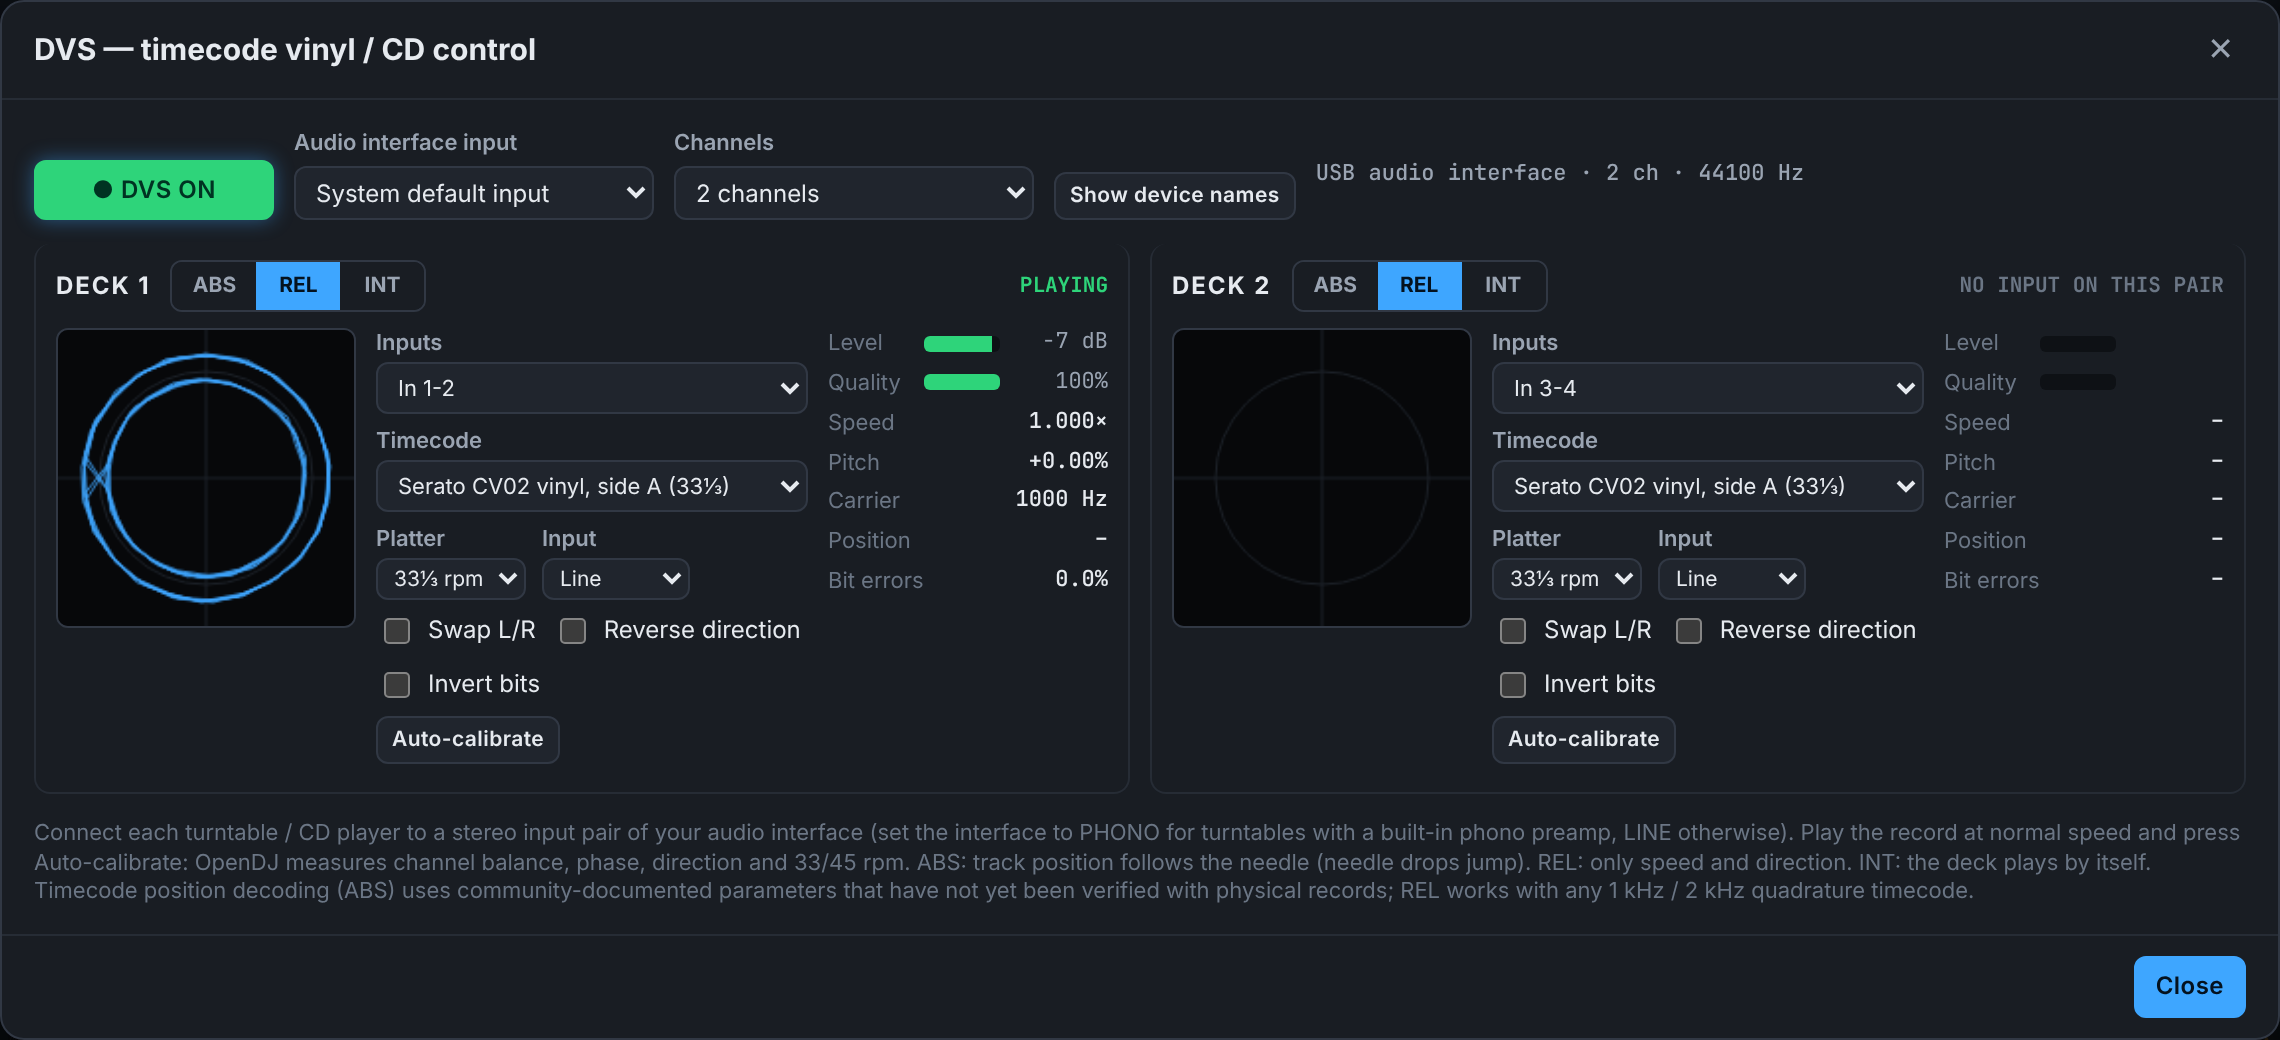 DVS — timecode vinyl / CD control
✕
● DVS ON
Audio interface input
System default input
Channels
2 channels
Show device names
USB audio interface · 2 ch · 44100 Hz
DECK 1
ABS
REL
INT
PLAYING
Inputs
In 1-2
Timecode
Serato CV02 vinyl, side A (33⅓)
Platter
33⅓ rpm
Input
Line
Swap L/R
Reverse direction
Invert bits
Auto-calibrate
Level
-7 dB
Quality
100%
Speed
1.000×
Pitch
+0.00%
Carrier
1000 Hz
Position
–
Bit errors
0.0%
DECK 2
ABS
REL
INT
NO INPUT ON THIS PAIR
Inputs
In 3-4
Timecode
Serato CV02 vinyl, side A (33⅓)
Platter
33⅓ rpm
Input
Line
Swap L/R
Reverse direction
Invert bits
Auto-calibrate
Level
Quality
Speed
–
Pitch
–
Carrier
–
Position
–
Bit errors
–
Connect each turntable / CD player to a stereo input pair of your audio interface (set the interface to PHONO for turntables with a built-in phono preamp, LINE otherwise). Play the record at normal speed and press
Auto-calibrate: OpenDJ measures channel balance, phase, direction and 33/45 rpm. ABS: track position follows the needle (needle drops jump). REL: only speed and direction. INT: the deck plays by itself.
Timecode position decoding (ABS) uses community-documented parameters that have not yet been verified with physical records; REL works with any 1 kHz / 2 kHz quadrature timecode.
Close